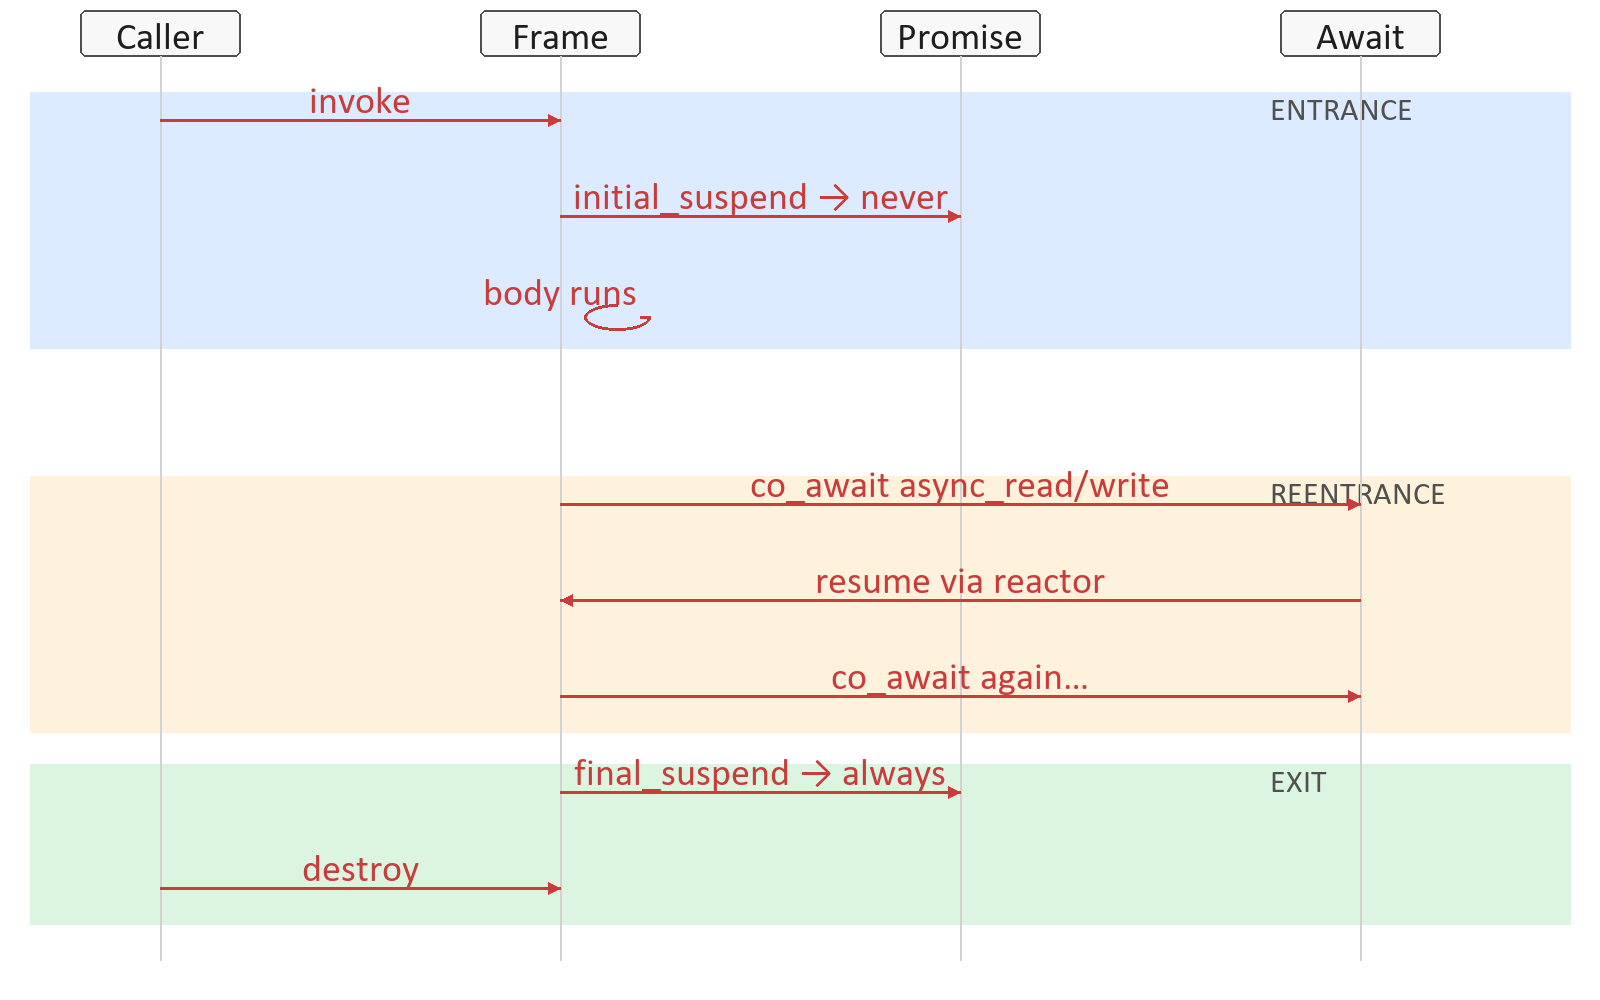 Caller
Frame
Promise
Await
invoke
ENTRANCE
initial_suspend → never
body runs
co_await async_read/write
REENTRANCE
resume via reactor
co_await again...
final_suspend → always
EXIT
destroy